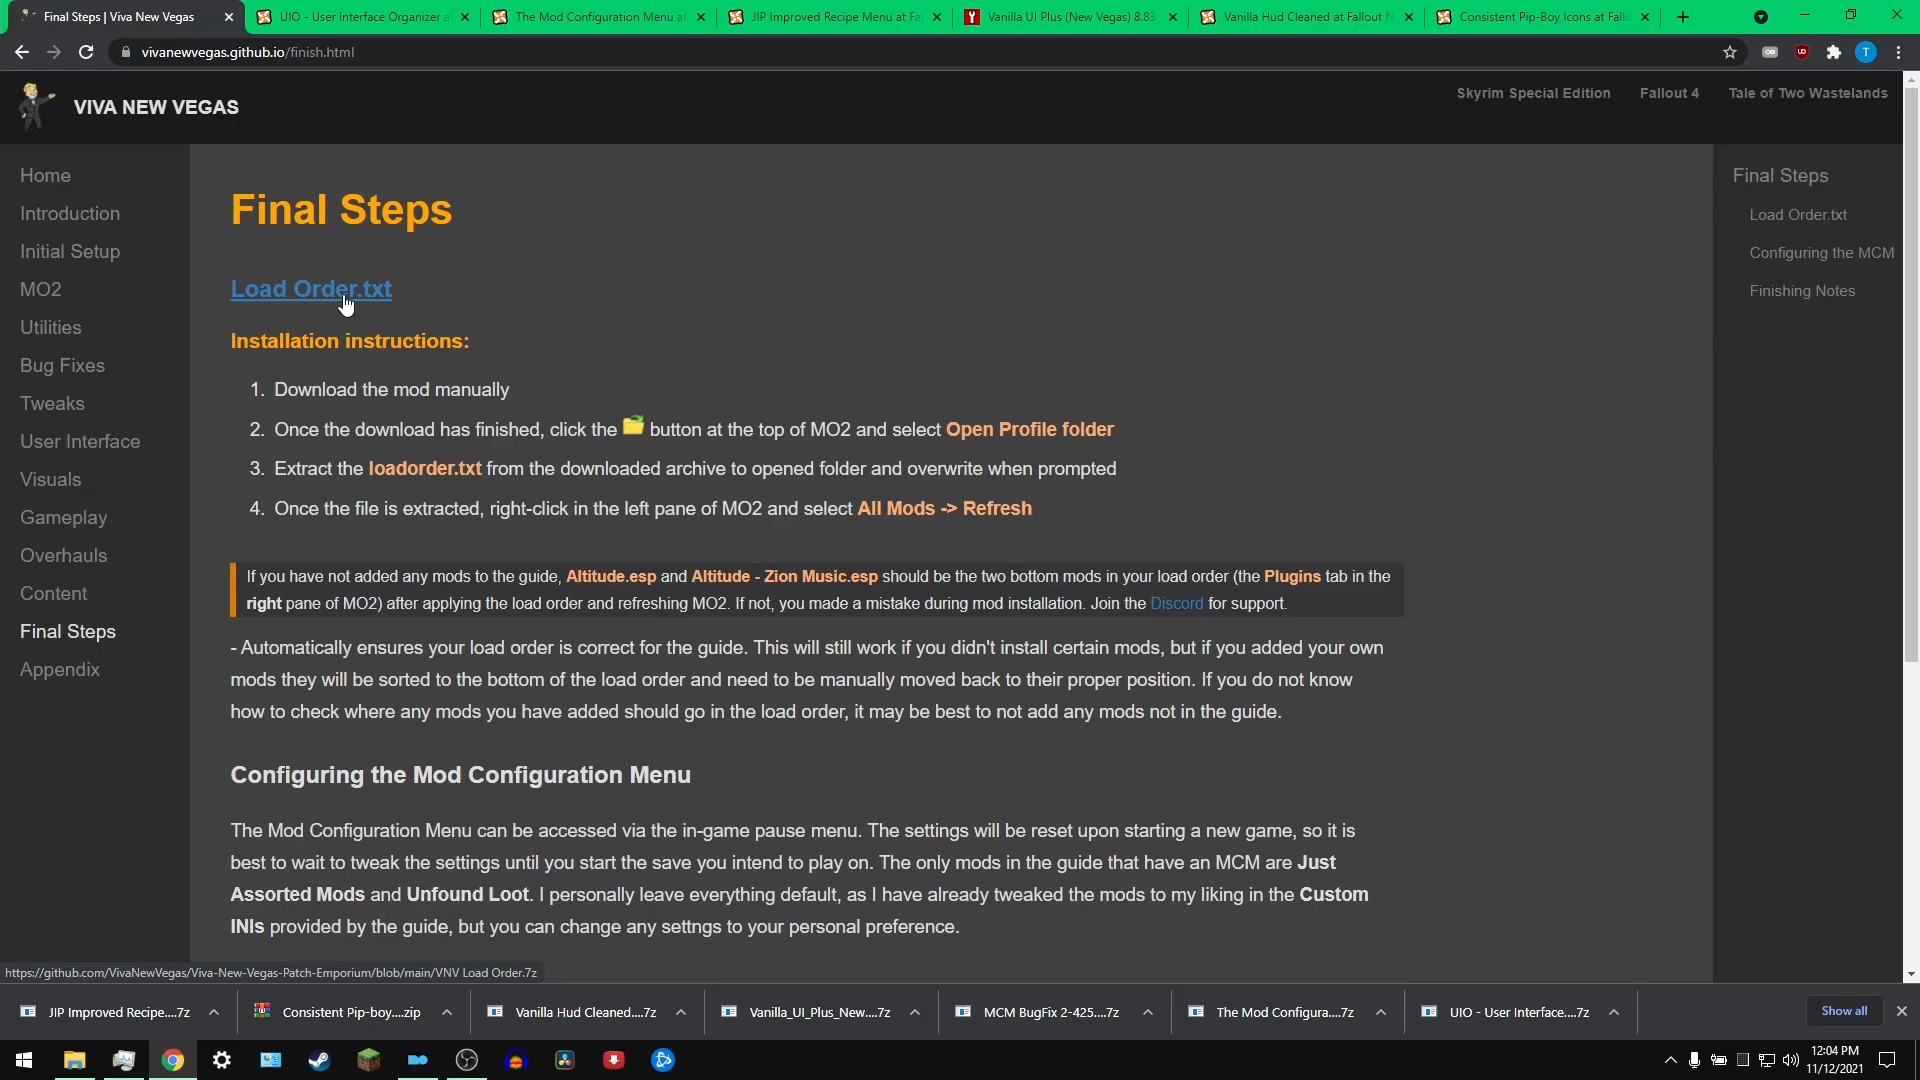 Final Steps | Viva New Vegas
UIO - User Interface Organizer a
The Mod Configuration Menu at
JIP Improved Recipe Menu at Fa
Vanilla UI Plus (New Vegas) 8.83
Vanilla Hud Cleaned at Fallout N
Consistent Pip-Boy Icons at Fall
vivanewvegas.github.io/finish.html
T
VIVA NEW VEGAS
Skyrim Special Edition
Fallout 4
Tale of Two Wastelands
Home
Introduction
Initial Setup
MO2
Utilities
Bug Fixes
Tweaks
User Interface
Visuals
Gameplay
Overhauls
Content
Final Steps
Appendix
Final Steps
Load Order.txt
Installation instructions:
1. Download the mod manually
2. Once the download has finished, click the button at the top of MO2 and select Open Profile folder
3. Extract the loadorder.txt from the downloaded archive to opened folder and overwrite when prompted
4. Once the file is extracted, right-click in the left pane of MO2 and select All Mods -> Refresh
If you have not added any mods to the guide, Altitude.esp and Altitude - Zion Music.esp should be the two bottom mods in your load order (the Plugins tab in the
right pane of MO2) after applying the load order and refreshing MO2. If not, you made a mistake during mod installation. Join the Discord for support.
- Automatically ensures your load order is correct for the guide. This will still work if you didn't install certain mods, but if you added your own
mods they will be sorted to the bottom of the load order and need to be manually moved back to their proper position. If you do not know
how to check where any mods you have added should go in the load order, it may be best to not add any mods not in the guide.
Configuring the Mod Configuration Menu
The Mod Configuration Menu can be accessed via the in-game pause menu. The settings will be reset upon starting a new game, so it is
best to wait to tweak the settings until you start the save you intend to play on. The only mods in the guide that have an MCM are Just
Assorted Mods and Unfound Loot. I personally leave everything default, as I have already tweaked the mods to my liking in the Custom
INIs provided by the guide, but you can change any settngs to your personal preference.
Final Steps
Load Order.txt
Configuring the MCM
Finishing Notes
https://github.com/VivaNewVegas/Viva-New-Vegas-Patch-Emporium/blob/main/VNV Load Order.7z
JIP Improved Recipe....7z
Consistent Pip-boy....zip
Vanilla Hud Cleaned....7z
Vanilla_UI_Plus_New....7z
MCM BugFix 2-425....7z
The Mod Configura....7z
UIO - User Interface....7z
Show all
12:04 PM
11/12/2021